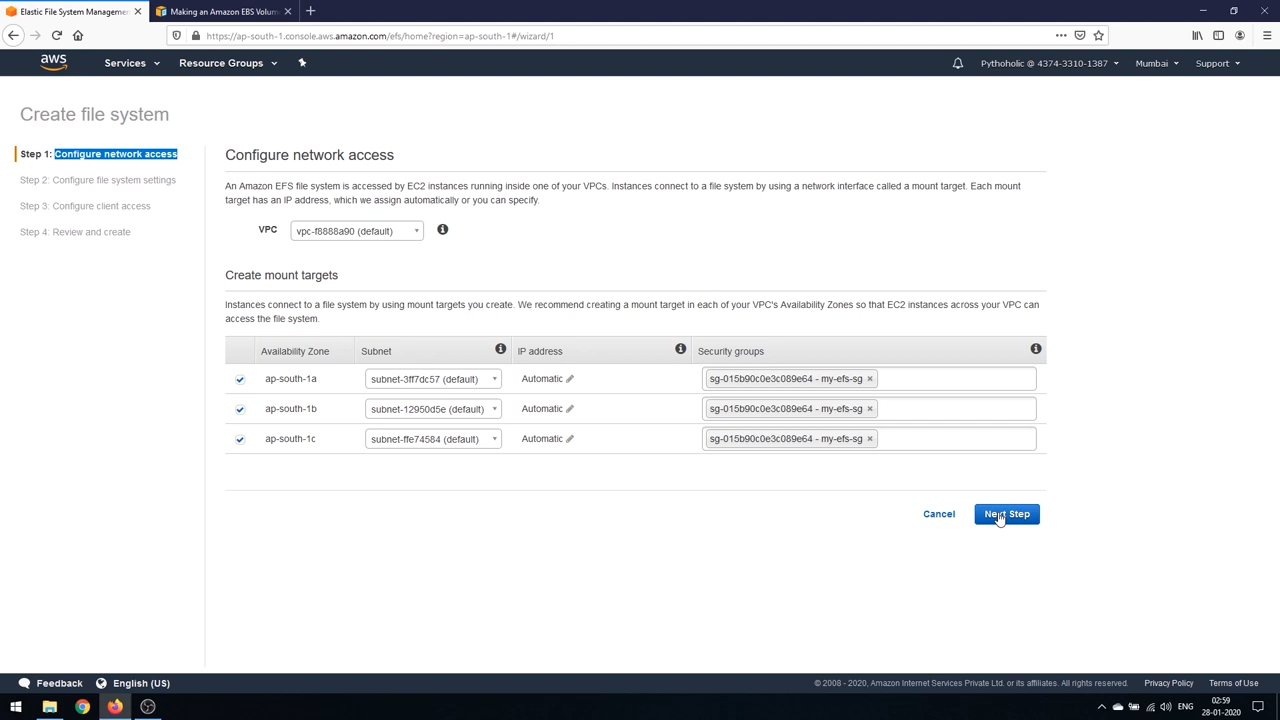 Elastic File System Managemen
Making an Amazon EBS Volum
https://ap-south-1.console.aws.amazon.com/efs/home?region=ap-south-1#/wizard/1
aws
Services
Resource Groups
Pythoholic @ 4374-3310-1387
Mumbai
Support
Create file system
Step 1: Configure network access
Step 2: Configure file system settings
Step 3: Configure client access
Step 4: Review and create
Configure network access
An Amazon EFS file system is accessed by EC2 instances running inside one of your VPCs. Instances connect to a file system by using a network interface called a mount target. Each mount
target has an IP address, which we assign automatically or you can specify.
VPC vpc-f8888a90 (default)
Create mount targets
Instances connect to a file system by using mount targets you create. We recommend creating a mount target in each of your VPC's Availability Zones so that EC2 instances across your VPC can
access the file system.
Availability Zone Subnet IP address Security groups
ap-south-1a subnet-3ff7dc57 (default) Automatic sg-015b90c0e3c089e64 - my-efs-sg
ap-south-1b subnet-12950d5e (default) Automatic sg-015b90c0e3c089e64 - my-efs-sg
ap-south-1c subnet-ffe74584 (default) Automatic sg-015b90c0e3c089e64 - my-efs-sg
Cancel Next Step
Feedback English (US)
© 2008 - 2020, Amazon Internet Services Private Ltd. or its affiliates. All rights reserved.
Privacy Policy Terms of Use
ENG
02:59
28-01-2020